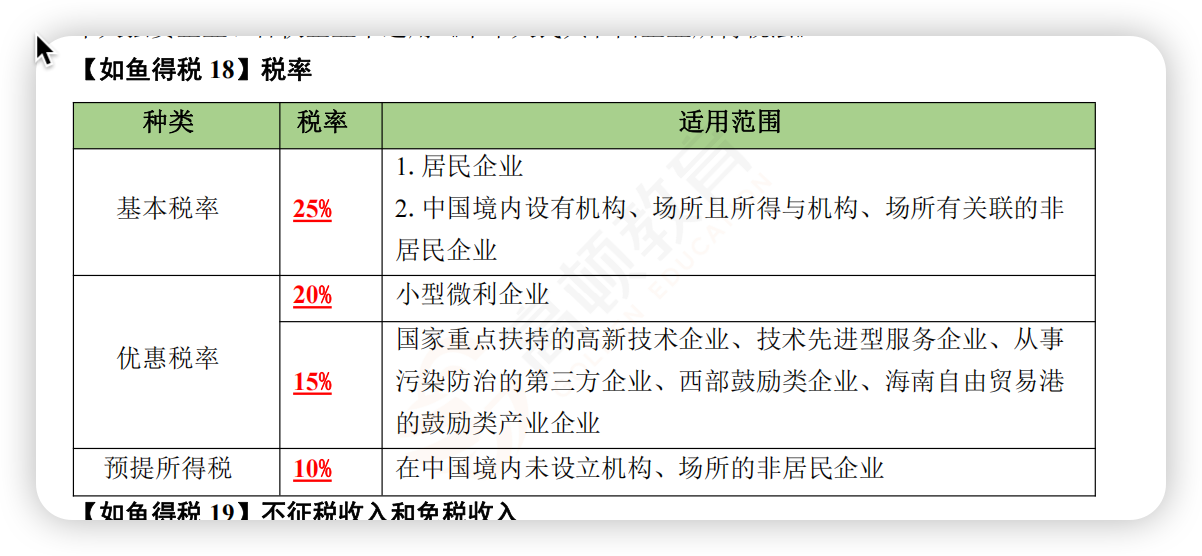 【如鱼得税 18】税率
种类 税率 适用范围
基本税率 25% 1. 居民企业
2. 中国境内设有机构、场所且所得与机构、场所有关联的非
居民企业
优惠税率 20% 小型微利企业
15% 国家重点扶持的高新技术企业、技术先进型服务企业、从事
污染防治的第三方企业、西部鼓励类企业、海南自由贸易港
的鼓励类产业企业
预提所得税 10% 在中国境内未设立机构、场所的非居民企业
【如鱼得税 19】不征税收入和免税收入
高顿教育
EDUCATION